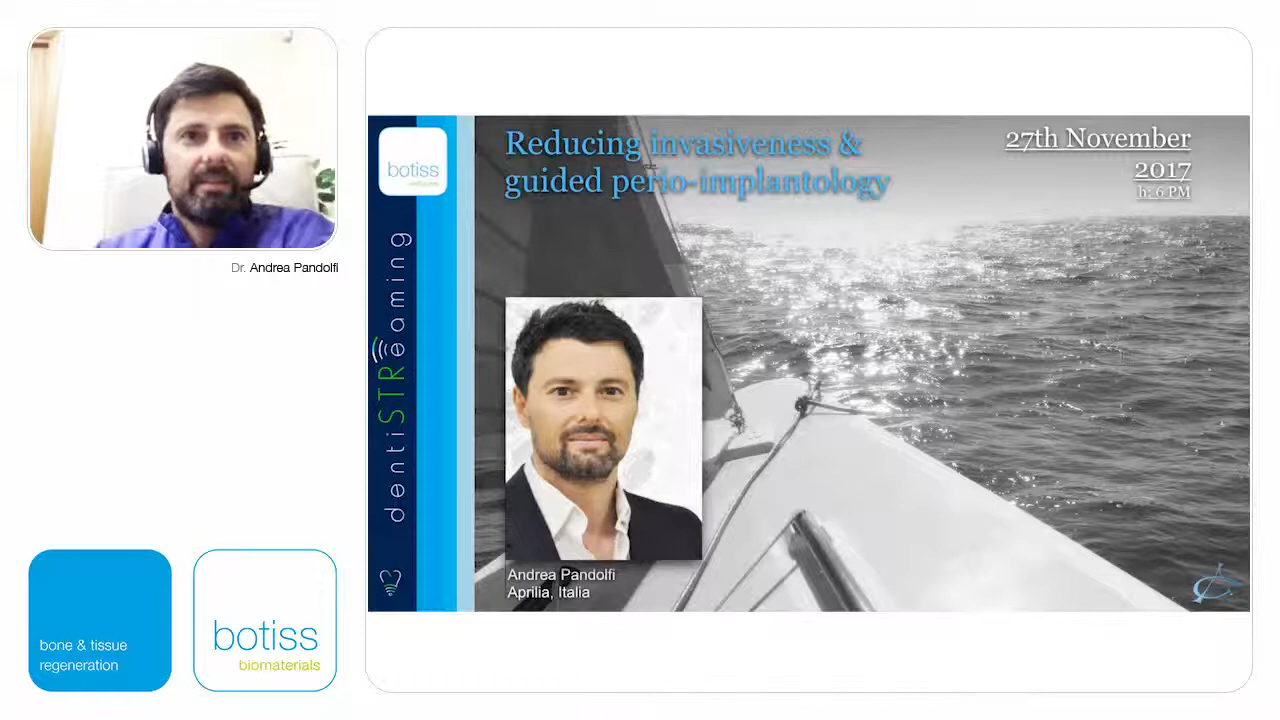 Dr. Andrea Pandolfi
bone & tissue
regeneration
botiss
biomaterials
botiss
dentiSTReaming
Reducing invasiveness &
guided perio-implantology
27th November
2017
h: 6 PM
Andrea Pandolfi
Aprilia, Italia